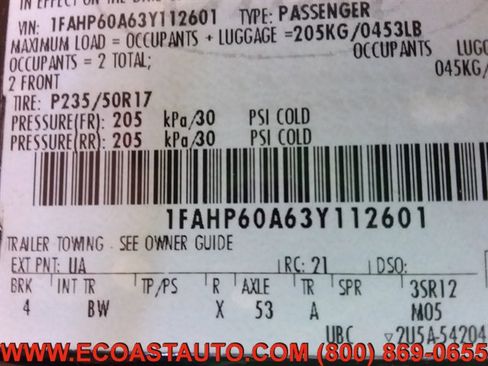 IN EFFECT ON THE
VIN: 1FAHP60A63Y112601 TYPE: PASSENGER
MAXIMUM LOAD = OCCUPANTS + LUGGAGE = 205KG/0453LB
OCCUPANTS = 2 TOTAL; OCCUPANTS LUGG
2 FRONT 045KG/
TIRE: P235/50R17
PRESSURE(FR): 205 kPa/30 PSI COLD
PRESSURE(RR): 205 kPa/30 PSI COLD
1FAHP60A63Y112601
TRAILER TOWING - SEE OWNER GUIDE
EXT PNT: UA RC: 21 DSO:
BRK INT TR TP/PS R AXLE TR SPR 3SR12
4 BW X 53 A M05
UBC ▽2U5A-54204
WWW.ECOASTAUTO.COM (800) 869-0655